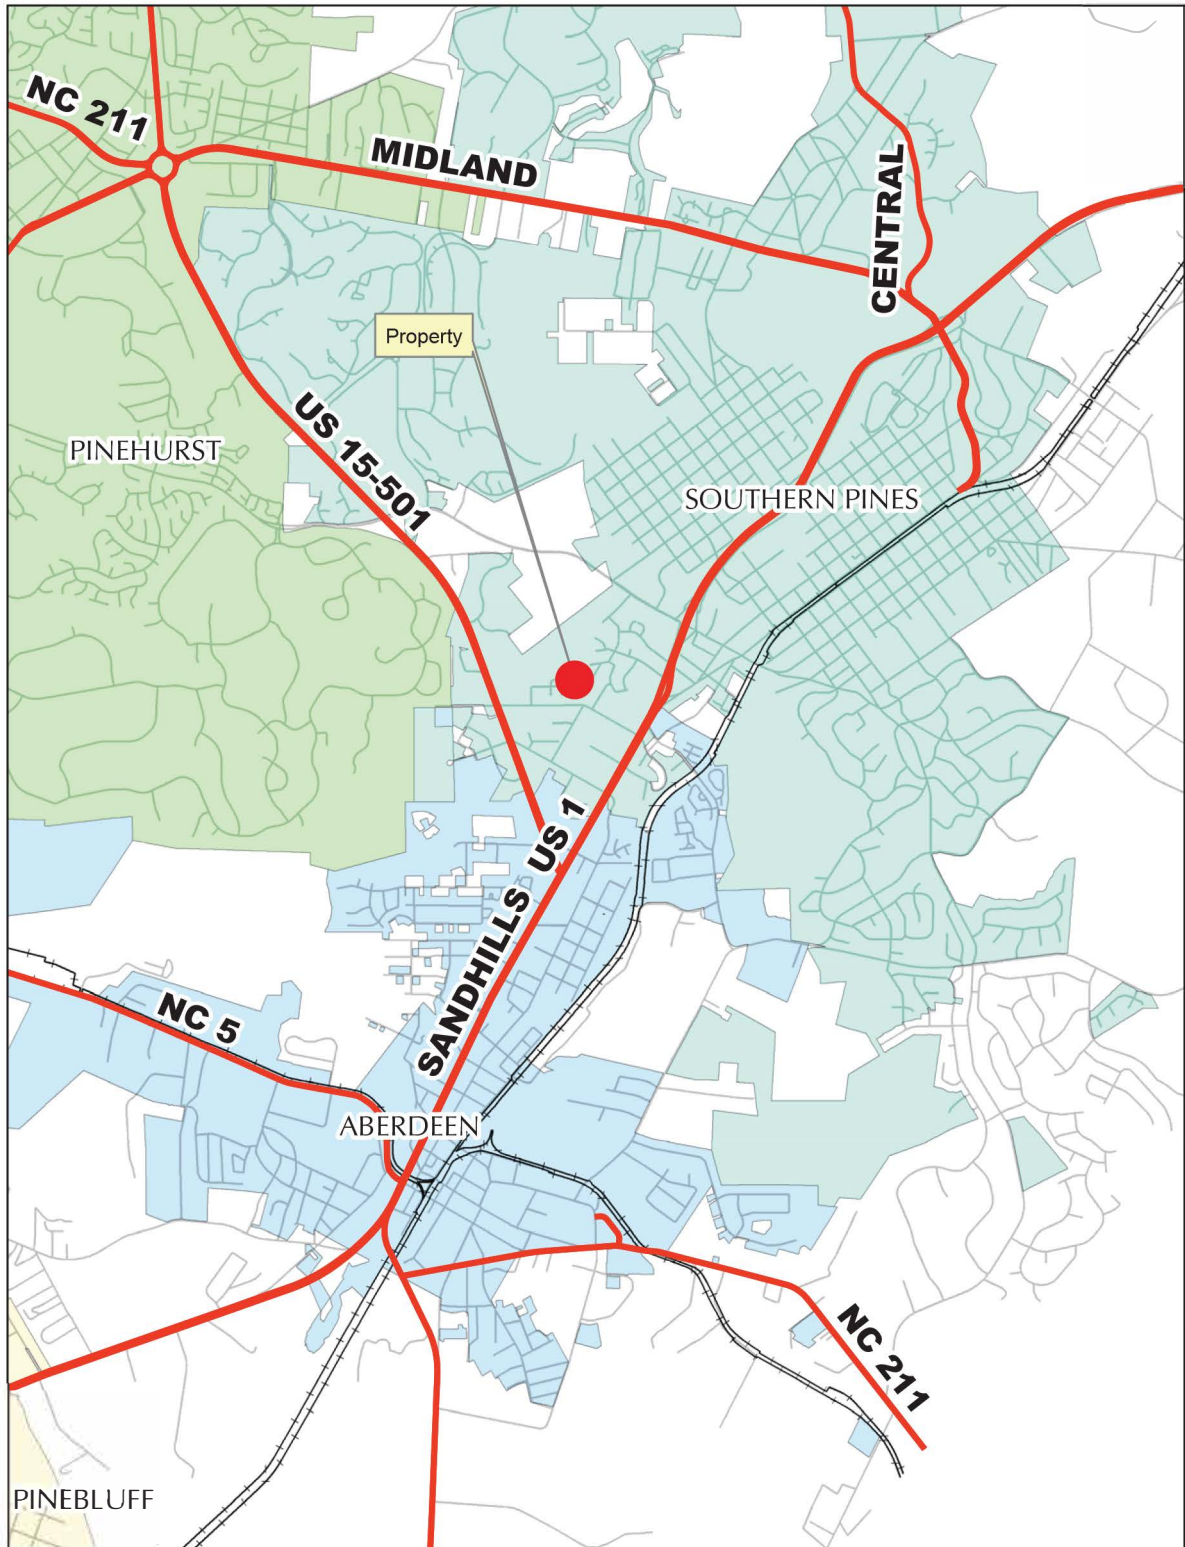 NC 211
MIDLAND
CENTRAL
Property
US 15-501
PINEHURST
SOUTHERN PINES
SANDHILLS US 1
NC 5
ABERDEEN
NC 211
PINEBLUFF